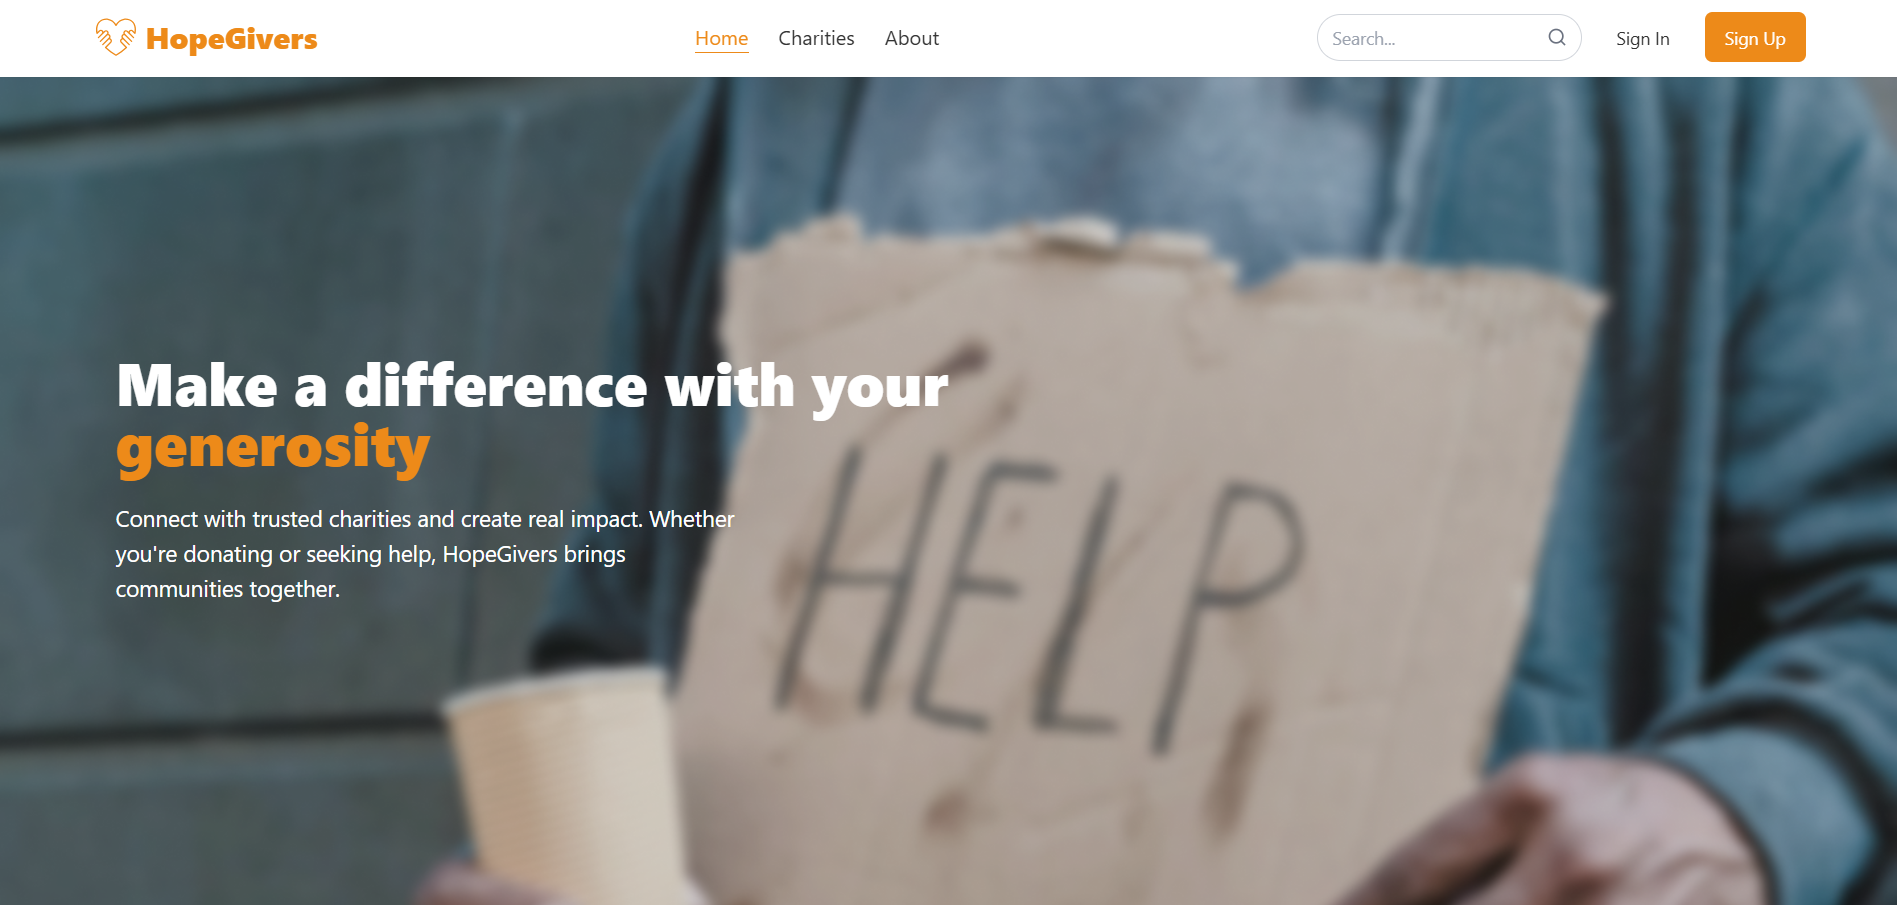 HopeGivers
Home
Charities
About
Search...
Sign In
Sign Up
Make a difference with your
generosity
Connect with trusted charities and create real impact. Whether
you're donating or seeking help, HopeGivers brings
communities together.
HELP